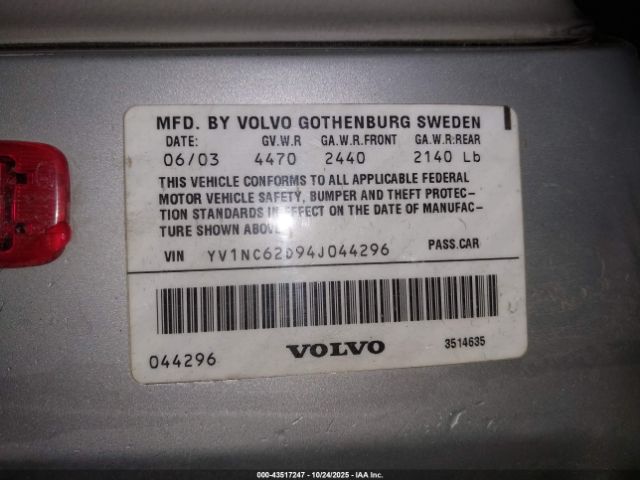 MFD. BY VOLVO GOTHENBURG SWEDEN
DATE: GV.W.R GA.W.R.FRONT GA.W.R:REAR
06/03 4470 2440 2140 Lb
THIS VEHICLE CONFORMS TO ALL APPLICABLE FEDERAL
MOTOR VEHICLE SAFETY, BUMPER AND THEFT PROTEC-
TION STANDARDS IN EFFECT ON THE DATE OF MANUFAC-
TURE SHOWN ABOVE.
VIN YV1NC62D94J044296 PASS.CAR
044296 VOLVO 3514635
000-43517247 - 10/24/2025 - IAA Inc.